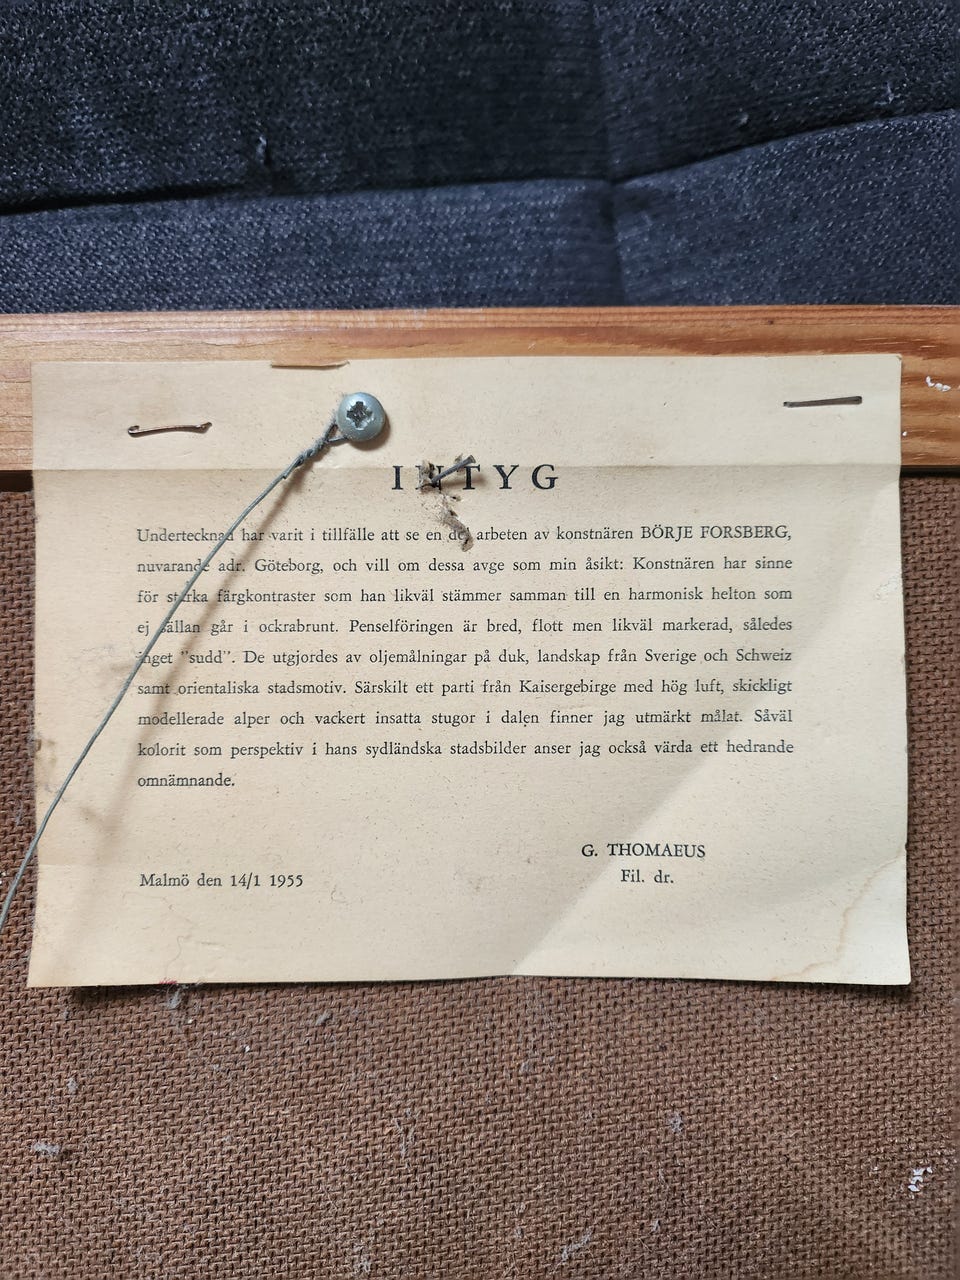 INTYG
Undertecknad har varit i tillfälle att se en del arbeten av konstnären BÖRJE FORSBERG,
nuvarande adr. Göteborg, och vill om dessa avge som min åsikt: Konstnären har sinne
för starka färgkontraster som han likväl stämmer samman till en harmonisk helton som
ej sällan går i ockrabrunt. Penselföringen är bred, flott men likväl markerad, således
inget "sudd". De utgjordes av oljemålningar på duk, landskap från Sverige och Schweiz
samt orientaliska stadsmotiv. Särskilt ett parti från Kaisergebirge med hög luft, skickligt
modellerade alper och vackert insatta stugor i dalen finner jag utmärkt målat. Såväl
kolorit som perspektiv i hans sydländska stadsbilder anser jag också värda ett hedrande
omnämnande.
G. THOMAEUS
Malmö den 14/1 1955
Fil. dr.